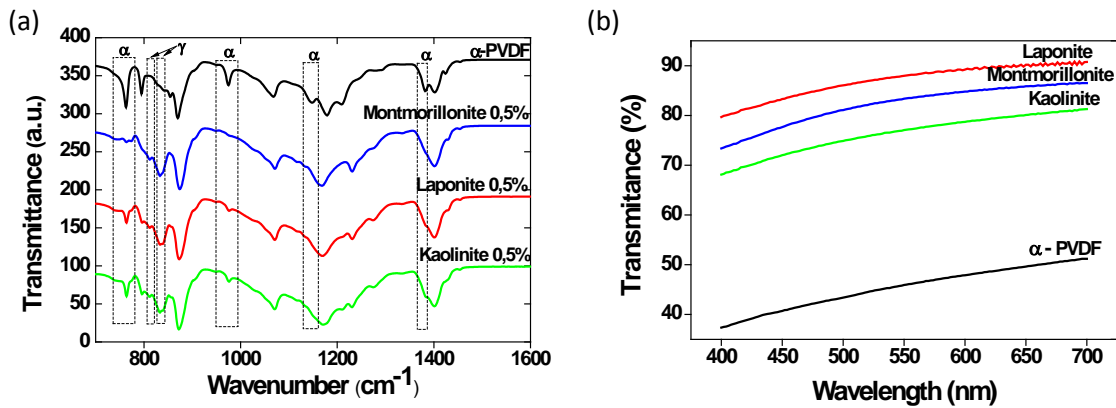 (a)
400
350
300
250
200
150
100
50
0
Transmittance (a.u.)
α
γ
α
α
α
α-PVDF
Montmorillonite 0,5%
Laponite 0,5%
Kaolinite 0,5%
800
1000
1200
1400
1600
Wavenumber (cm⁻¹)
(b)
90
80
70
60
50
40
Transmitance (%)
Laponite
Montmorillonite
Kaolinite
α - PVDF
400
450
500
550
600
650
700
Wavelength (nm)